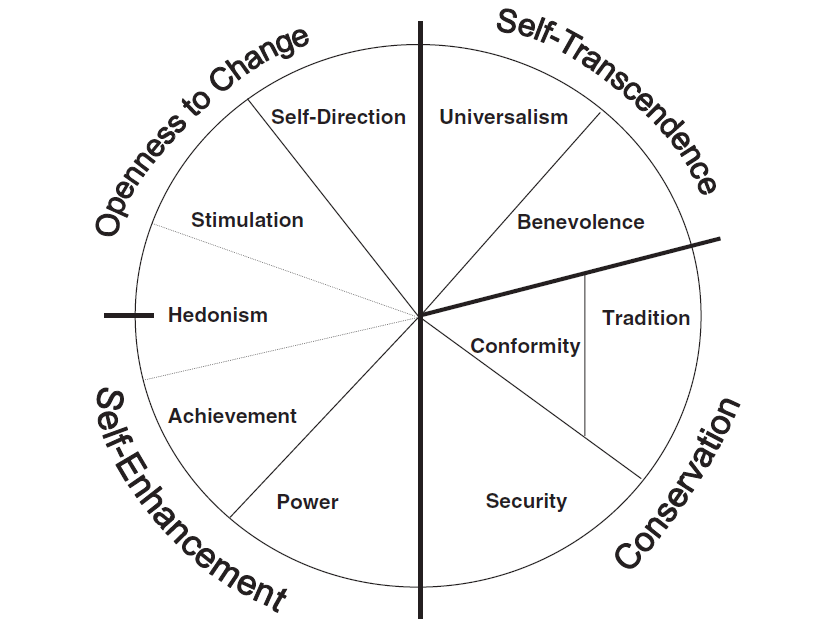 Openness to Change
Self-Transcendence
Self-Direction
Universalism
Stimulation
Benevolence
Hedonism
Tradition
Conformity
Achievement
Power
Security
Self-Enhancement
Conservation